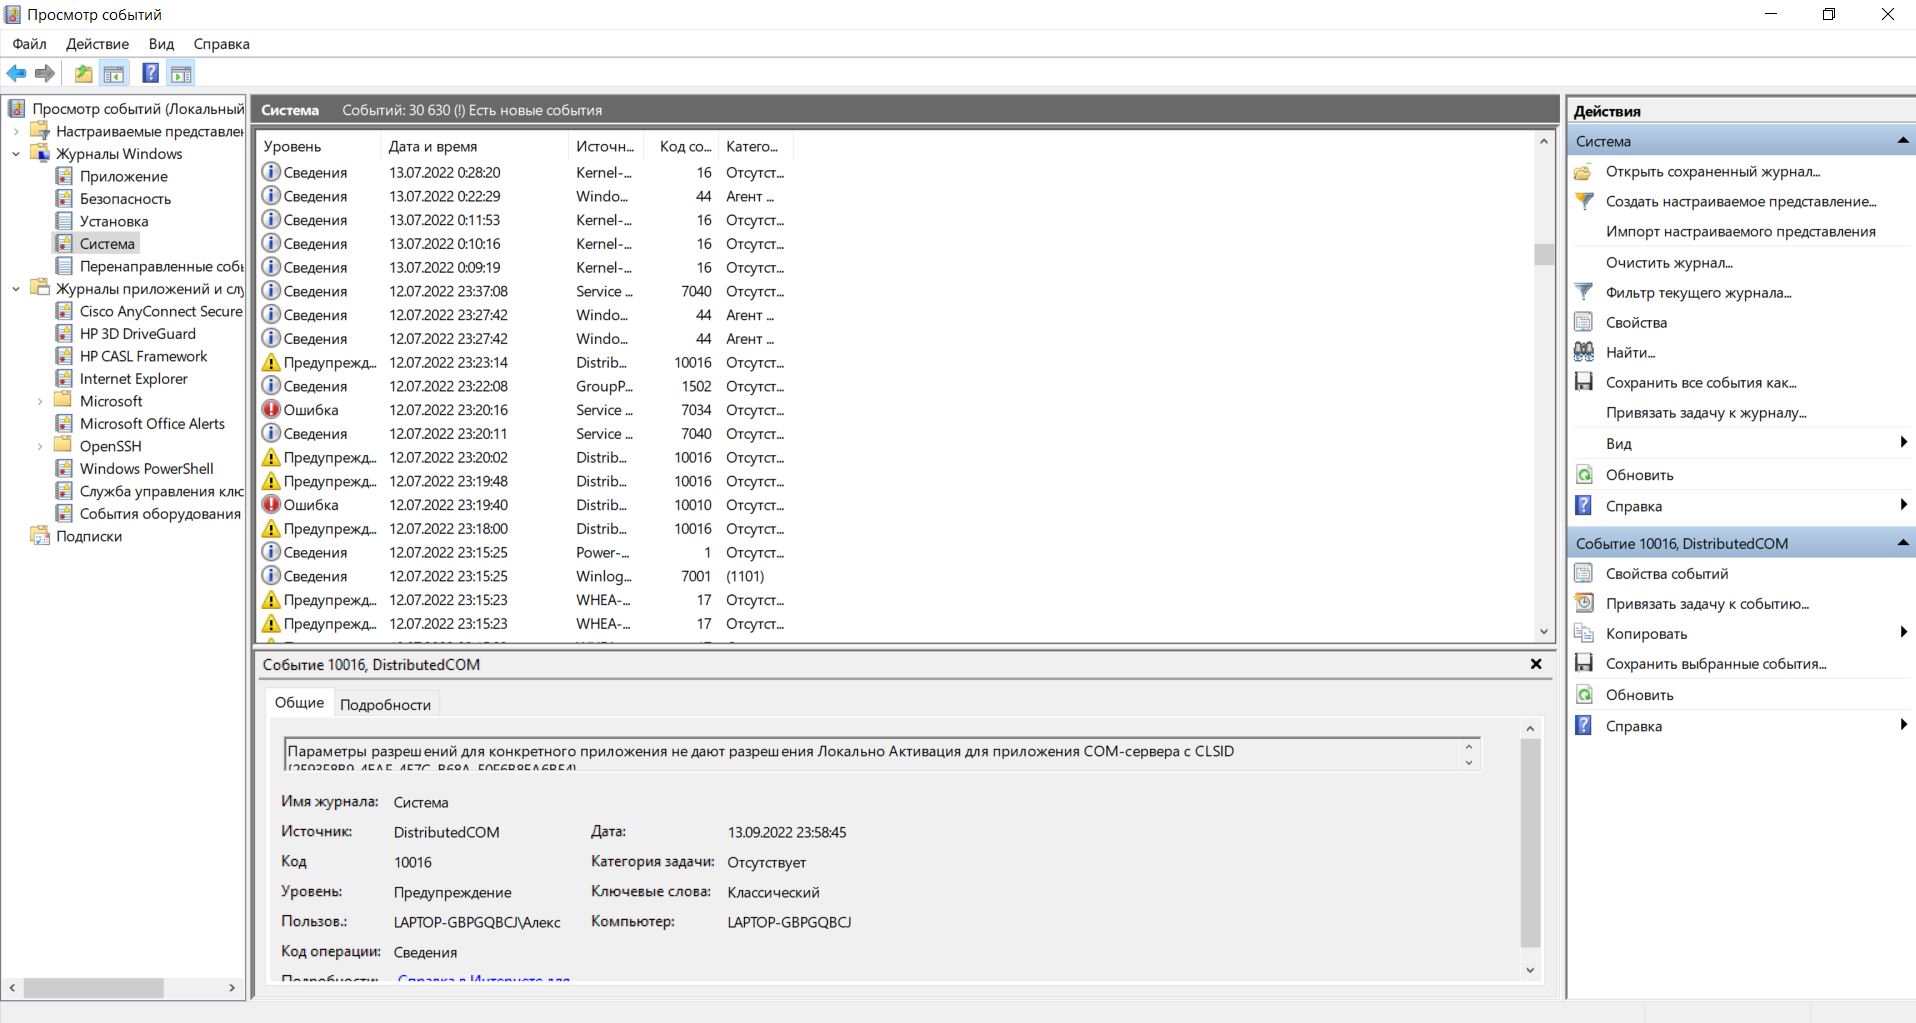 Просмотр событий
Файл Действие Вид Справка
Просмотр событий (Локальный
Настраиваемые представлен
Журналы Windows
Приложение
Безопасность
Установка
Система
Перенаправленные собы
Журналы приложений и слу
Cisco AnyConnect Secure
HP 3D DriveGuard
HP CASL Framework
Internet Explorer
Microsoft
Microsoft Office Alerts
OpenSSH
Windows PowerShell
Служба управления клю
События оборудования
Подписки
Система Событий: 30 630 (!) Есть новые события
Уровень Дата и время Источн... Код со... Катего...
Сведения 13.07.2022 0:28:20 Kernel-... 16 Отсутст...
Сведения 13.07.2022 0:22:29 Windo... 44 Агент ...
Сведения 13.07.2022 0:11:53 Kernel-... 16 Отсутст...
Сведения 13.07.2022 0:10:16 Kernel-... 16 Отсутст...
Сведения 13.07.2022 0:09:19 Kernel-... 16 Отсутст...
Сведения 12.07.2022 23:37:08 Service ... 7040 Отсутст...
Сведения 12.07.2022 23:27:42 Windo... 44 Агент ...
Сведения 12.07.2022 23:27:42 Windo... 44 Агент ...
Предупрежд... 12.07.2022 23:23:14 Distrib... 10016 Отсутст...
Сведения 12.07.2022 23:22:08 GroupP... 1502 Отсутст...
Ошибка 12.07.2022 23:20:16 Service ... 7034 Отсутст...
Сведения 12.07.2022 23:20:11 Service ... 7040 Отсутст...
Предупрежд... 12.07.2022 23:20:02 Distrib... 10016 Отсутст...
Предупрежд... 12.07.2022 23:19:48 Distrib... 10016 Отсутст...
Ошибка 12.07.2022 23:19:40 Distrib... 10010 Отсутст...
Предупрежд... 12.07.2022 23:18:00 Distrib... 10016 Отсутст...
Сведения 12.07.2022 23:15:25 Power-... 1 Отсутст...
Сведения 12.07.2022 23:15:25 Winlog... 7001 (1101)
Предупрежд... 12.07.2022 23:15:23 WHEA-... 17 Отсутст...
Предупрежд... 12.07.2022 23:15:23 WHEA-... 17 Отсутст...
Событие 10016, DistributedCOM
Общие Подробности
Параметры разрешений для конкретного приложения не дают разрешения Локально Активация для приложения COM-сервера с CLSID
Имя журнала: Система
Источник: DistributedCOM Дата: 13.09.2022 23:58:45
Код 10016 Категория задачи: Отсутствует
Уровень: Предупреждение Ключевые слова: Классический
Пользов.: LAPTOP-GBPGQBCJ\Алекс Компьютер: LAPTOP-GBPGQBCJ
Код операции: Сведения
Подробности: Справка в Интернете для
Действия
Система
Открыть сохраненный журнал...
Создать настраиваемое представление...
Импорт настраиваемого представления
Очистить журнал...
Фильтр текущего журнала...
Свойства
Найти...
Сохранить все события как...
Привязать задачу к журналу...
Вид
Обновить
Справка
Событие 10016, DistributedCOM
Свойства событий
Привязать задачу к событию...
Копировать
Сохранить выбранные события...
Обновить
Справка